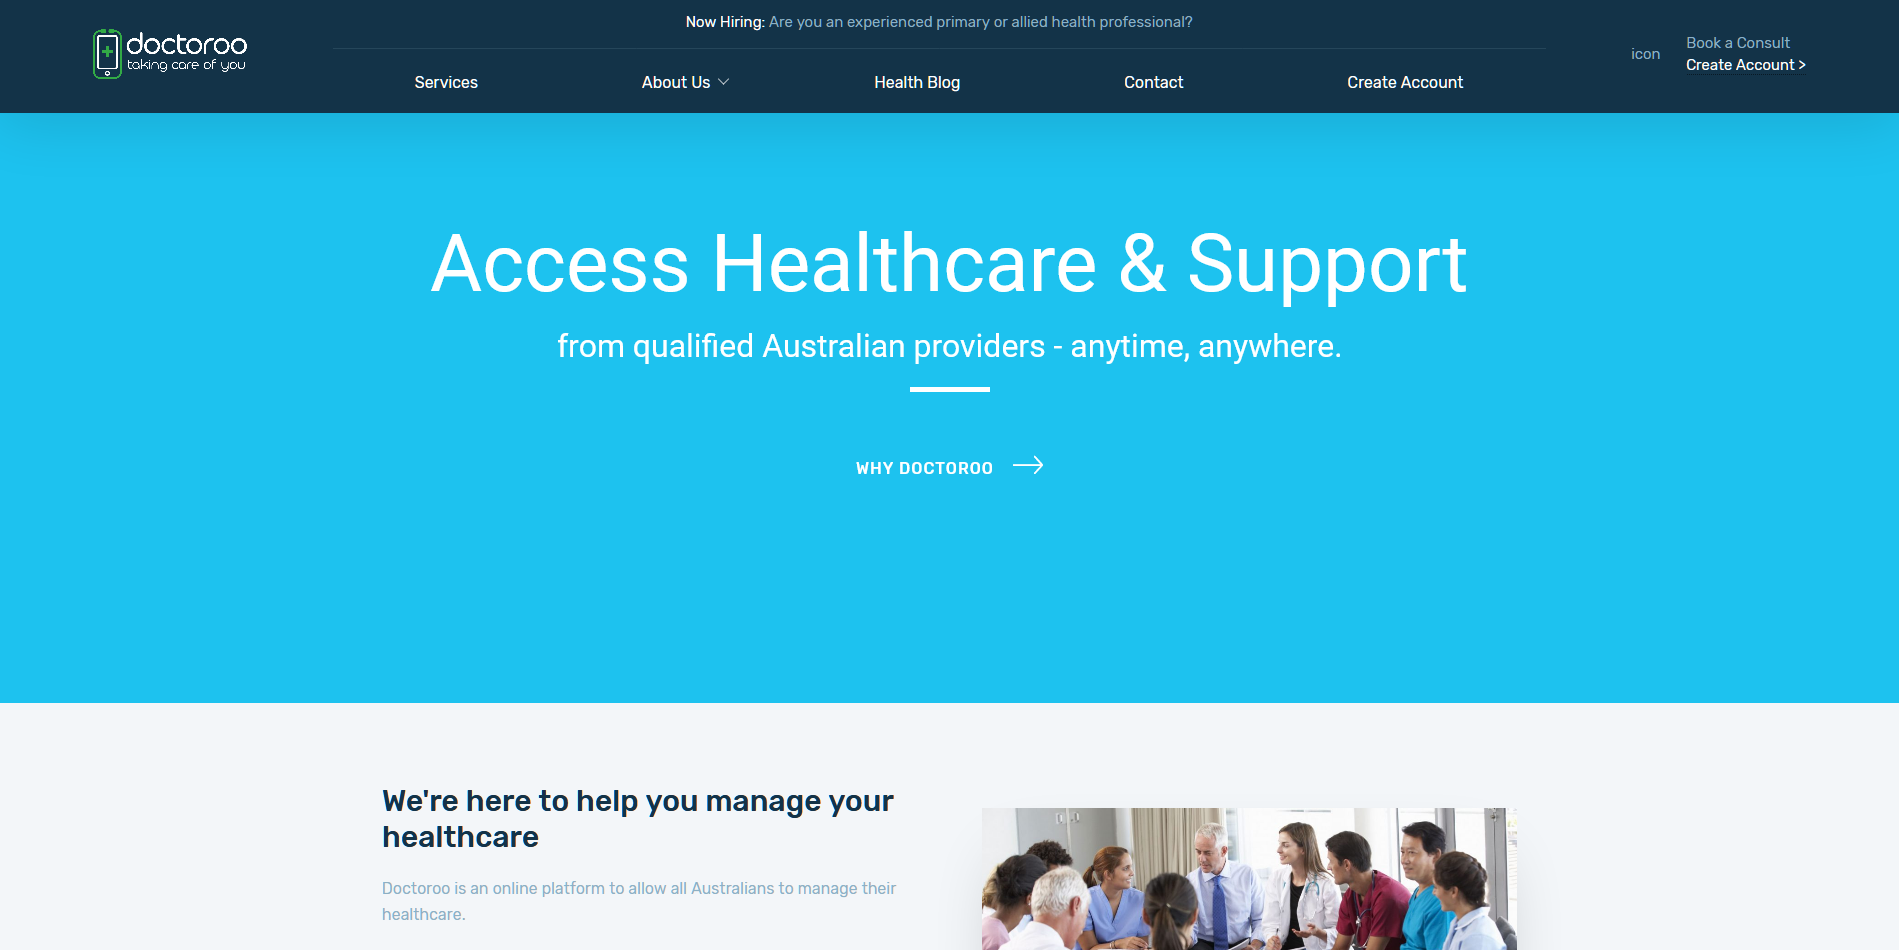 doctoroo
taking care of you
Now Hiring: Are you an experienced primary or allied health professional?
Services
About Us
Health Blog
Contact
Create Account
icon
Book a Consult
Create Account >
Access Healthcare & Support
from qualified Australian providers - anytime, anywhere.
WHY DOCTOROO
We're here to help you manage your
healthcare
Doctoroo is an online platform to allow all Australians to manage their
healthcare.